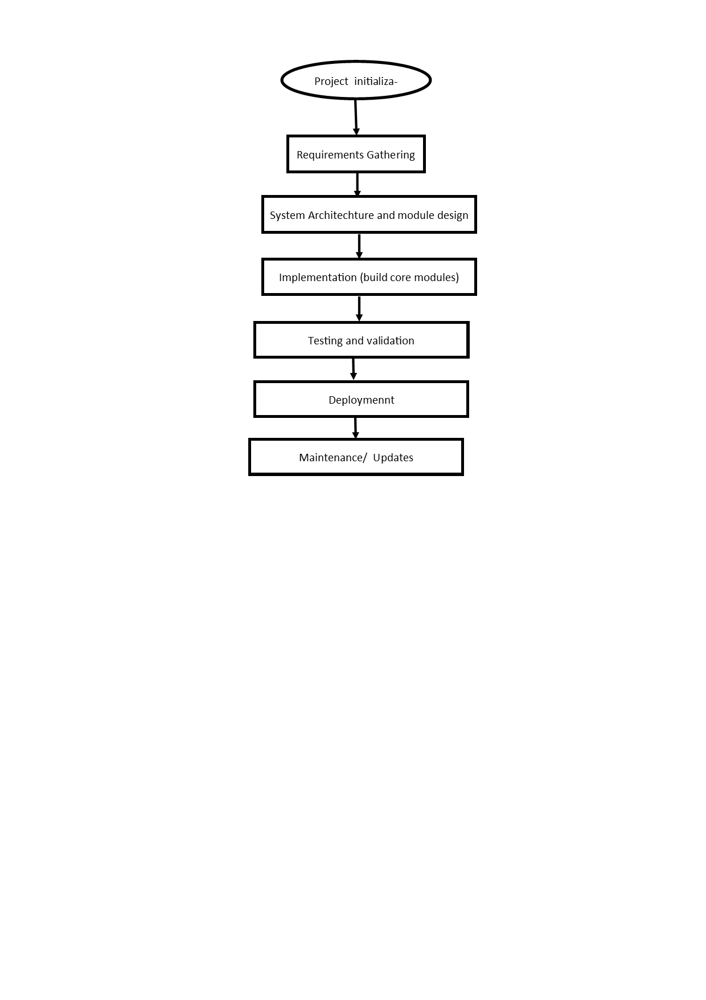 Project  initializa-
Requirements Gathering
System Architechture and module design
Implementation (build core modules)
Testing and validation
Deploymennt
Maintenance/  Updates